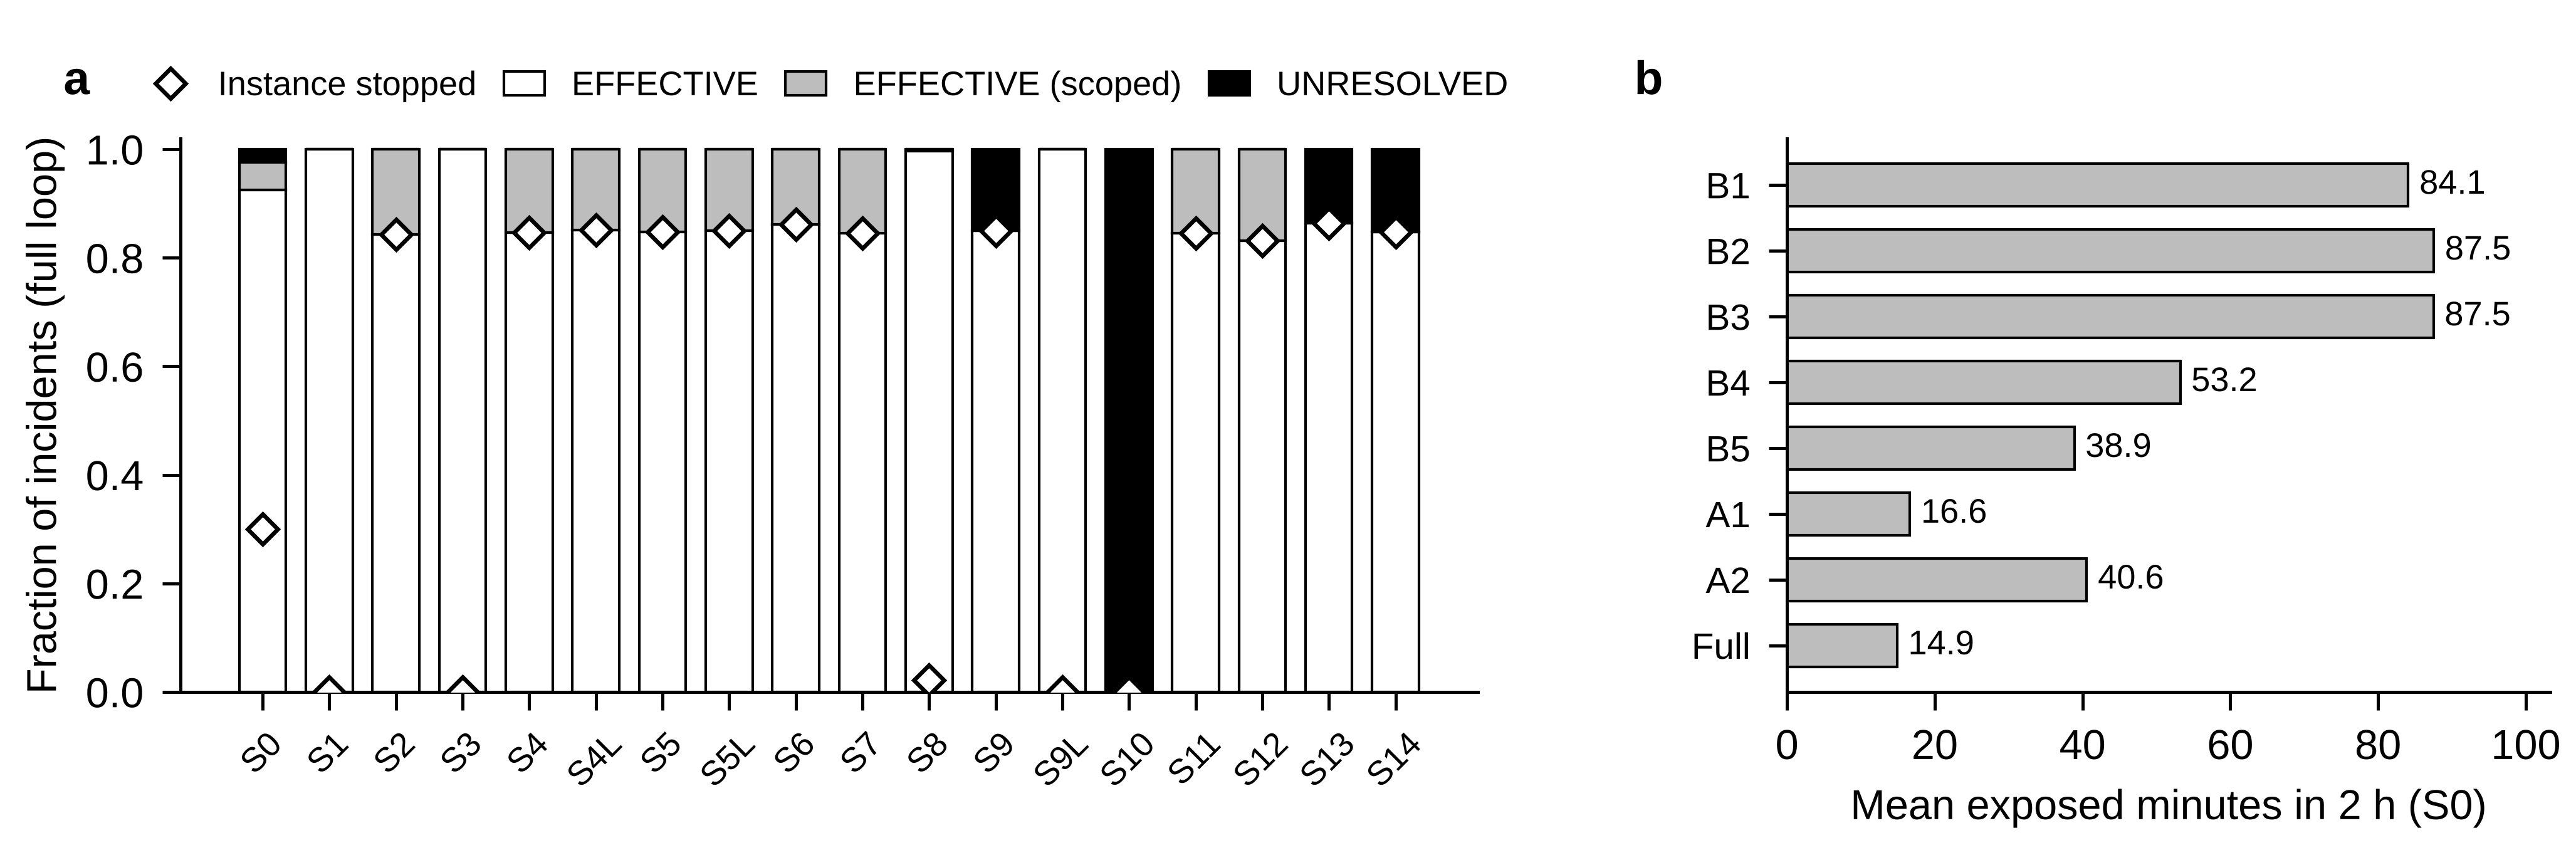 a
Instance stopped
EFFECTIVE
EFFECTIVE (scoped)
UNRESOLVED
Fraction of incidents (full loop)
1.0
0.8
0.6
0.4
0.2
0.0
S0
S1
S2
S3
S4
S4L
S5
S5L
S6
S7
S8
S9
S9L
S10
S11
S12
S13
S14
b
B1
84.1
B2
87.5
B3
87.5
B4
53.2
B5
38.9
A1
16.6
A2
40.6
Full
14.9
0
20
40
60
80
100
Mean exposed minutes in 2 h (S0)